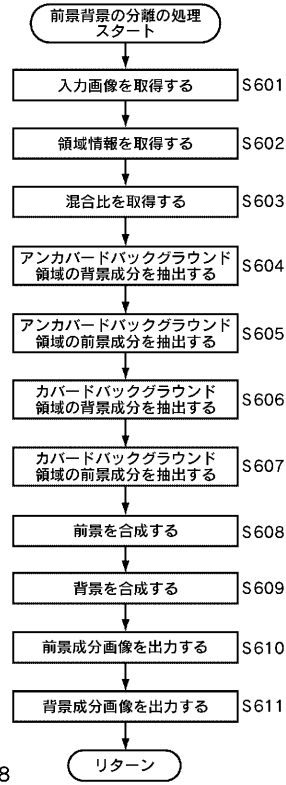 前景背景の分離の処理
スタート
入力画像を取得する
S601
領域情報を取得する
S602
混合比を取得する
S603
アンカバードバックグラウンド
領域の背景成分を抽出する
S604
アンカバードバックグラウンド
領域の前景成分を抽出する
S605
カバードバックグラウンド
領域の背景成分を抽出する
S606
カバードバックグラウンド
領域の前景成分を抽出する
S607
前景を合成する
S608
背景を合成する
S609
前景成分画像を出力する
S610
背景成分画像を出力する
S611
リターン
8